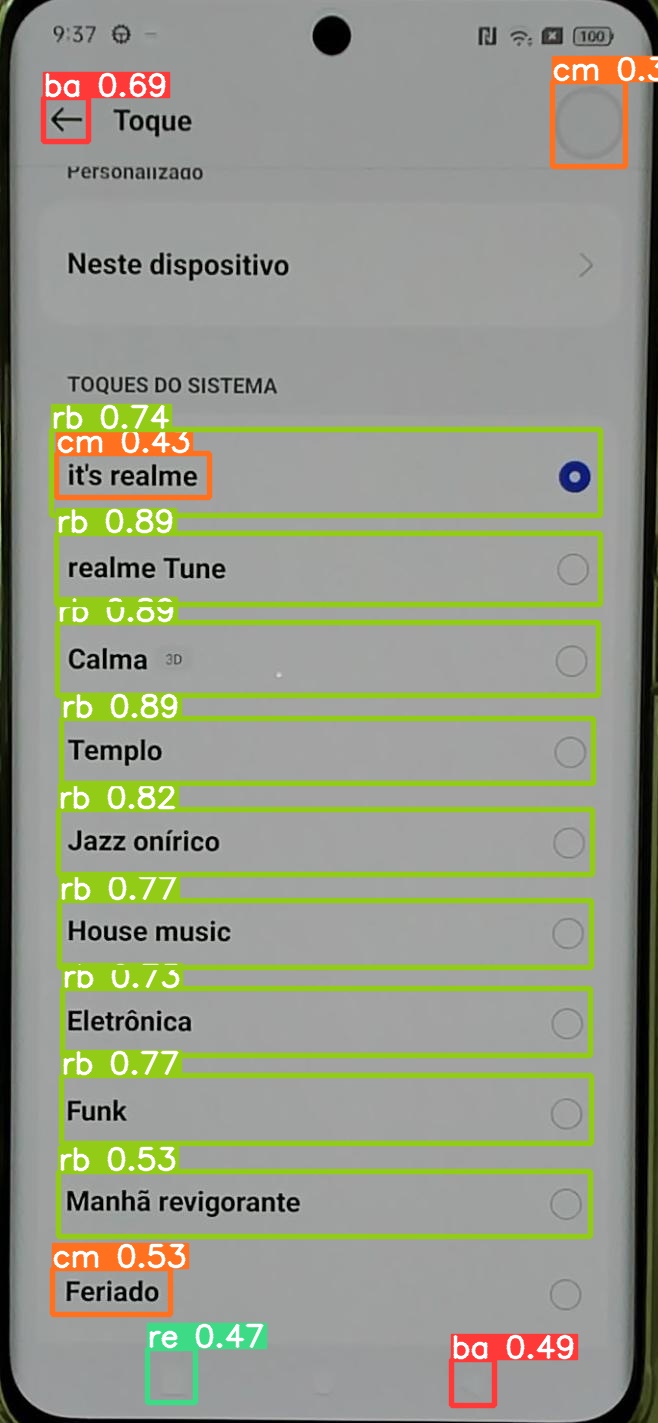 9:37
100
ba 0.69
cm 0.3
Toque
Personalizado
Neste dispositivo
TOQUES DO SISTEMA
rb 0.74
cm 0.43
it's realme
rb 0.89
realme Tune
rb 0.89
Calma 3D
rb 0.89
Templo
rb 0.82
Jazz onírico
rb 0.77
House music
rb 0.73
Eletrônica
rb 0.77
Funk
rb 0.53
Manhã revigorante
cm 0.53
Feriado
re 0.47
ba 0.49